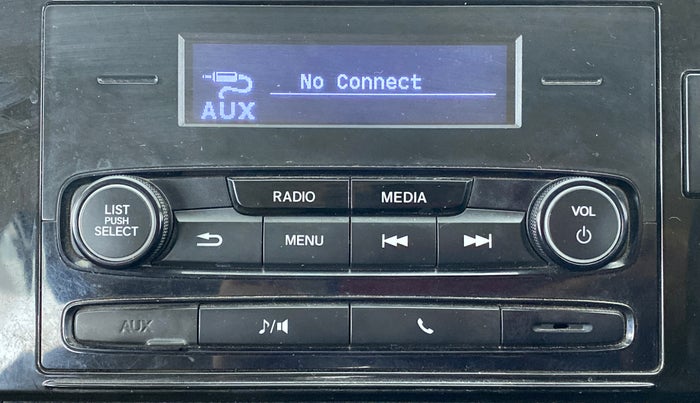 No Connect
AUX
RADIO MEDIA
LIST
PUSH
SELECT
VOL
MENU
AUX